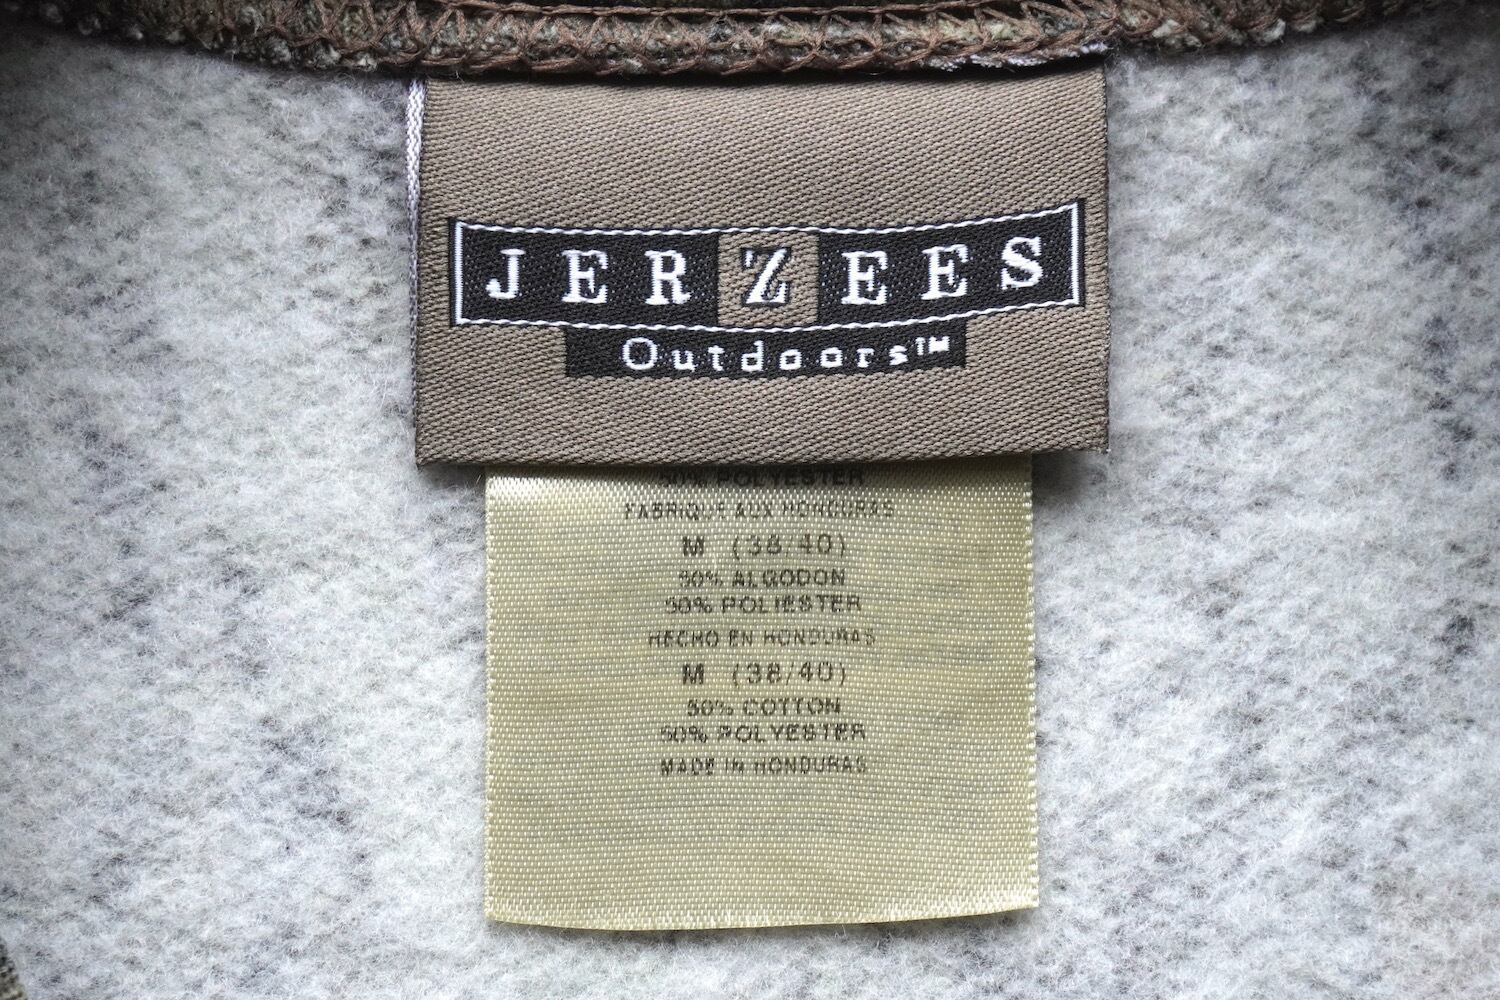 JERZEES
Outdoors™
50% POLYESTER
FABRIQUE AUX HONDURAS
M (38/40)
50% ALGODON
50% POLIESTER
HECHO EN HONDURAS
M (38/40)
50% COTTON
50% POLYESTER
MADE IN HONDURAS